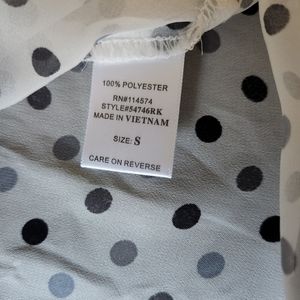 100% POLYESTER
RN#114574
STYLE#54746RK
MADE IN VIETNAM
SIZE: S
CARE ON REVERSE